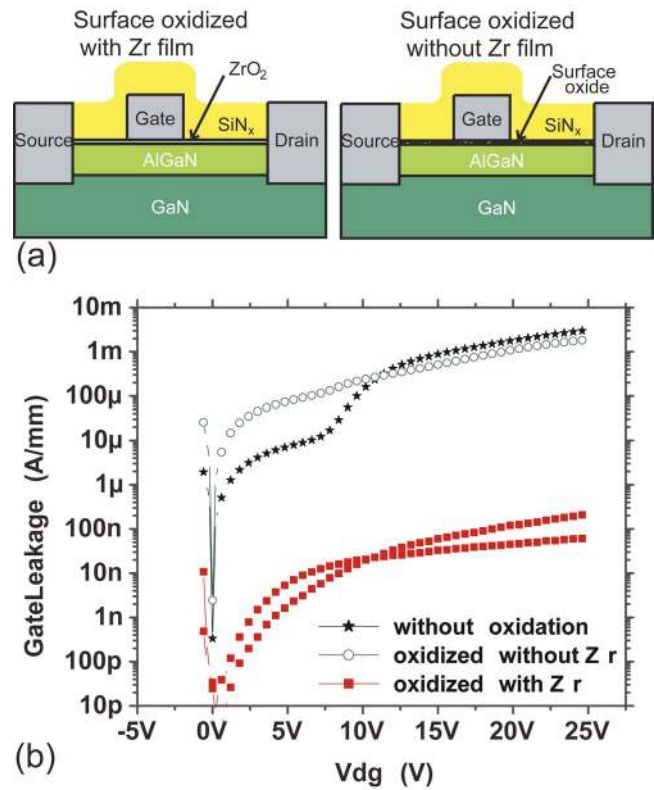 Surface oxidized
with Zr film
ZrO2
Source
Gate
SiNx
Drain
AlGaN
GaN
Surface oxidized
without Zr film
Surface
oxide
Source
Gate
SiNx
Drain
AlGaN
GaN
(a)
GateLeakage (A/mm)
10m
1m
100µ
10µ
1µ
100n
10n
1n
100p
10p
without oxidation
oxidized without Z r
oxidized with Z r
-5V 0V 5V 10V 15V 20V 25V
Vdg (V)
(b)